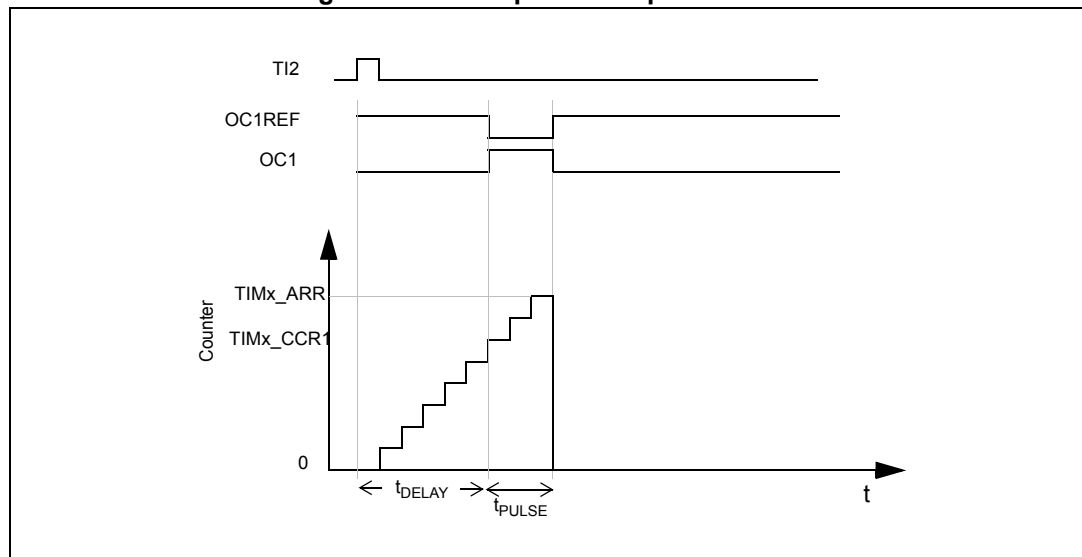 TI2
OC1REF
OC1
Counter
TIMx_ARR
TIMx_CCR1
0
tDELAY
tPULSE
t